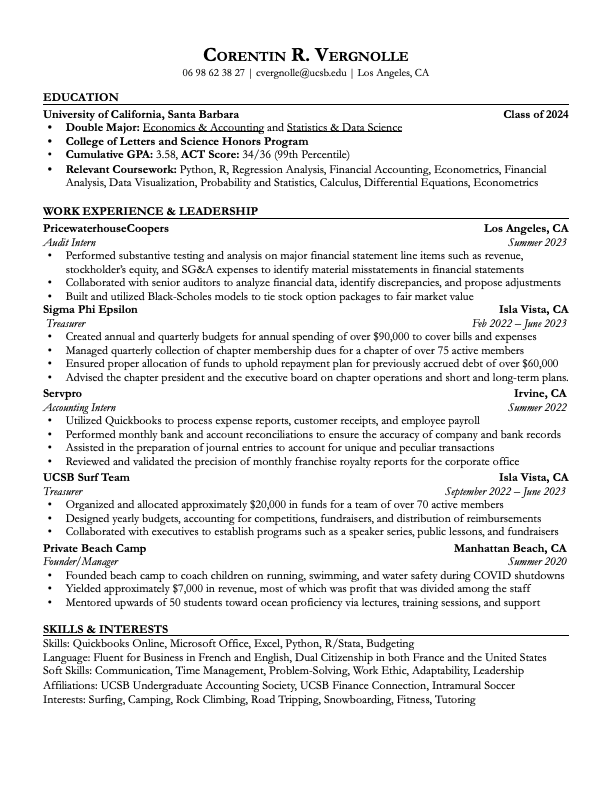 CORENTIN R. VERGNOLLE
06 98 62 38 27 | cvergnolle@ucsb.edu | Los Angeles, CA
EDUCATION
University of California, Santa Barbara Class of 2024
• Double Major: Economics & Accounting and Statistics & Data Science
• College of Letters and Science Honors Program
• Cumulative GPA: 3.58, ACT Score: 34/36 (99th Percentile)
• Relevant Coursework: Python, R, Regression Analysis, Financial Accounting, Econometrics, Financial
Analysis, Data Visualization, Probability and Statistics, Calculus, Differential Equations, Econometrics
WORK EXPERIENCE & LEADERSHIP
PricewaterhouseCoopers Los Angeles, CA
Audit Intern Summer 2023
• Performed substantive testing and analysis on major financial statement line items such as revenue,
stockholder's equity, and SG&A expenses to identify material misstatements in financial statements
• Collaborated with senior auditors to analyze financial data, identify discrepancies, and propose adjustments
• Built and utilized Black-Scholes models to tie stock option packages to fair market value
Sigma Phi Epsilon Isla Vista, CA
Treasurer Feb 2022 – June 2023
• Created annual and quarterly budgets for annual spending of over $90,000 to cover bills and expenses
• Managed quarterly collection of chapter membership dues for a chapter of over 75 active members
• Ensured proper allocation of funds to uphold repayment plan for previously accrued debt of over $60,000
• Advised the chapter president and the executive board on chapter operations and short and long-term plans.
Servpro Irvine, CA
Accounting Intern Summer 2022
• Utilized Quickbooks to process expense reports, customer receipts, and employee payroll
• Performed monthly bank and account reconciliations to ensure the accuracy of company and bank records
• Assisted in the preparation of journal entries to account for unique and peculiar transactions
• Reviewed and validated the precision of monthly franchise royalty reports for the corporate office
UCSB Surf Team Isla Vista, CA
Treasurer September 2022 – June 2023
• Organized and allocated approximately $20,000 in funds for a team of over 70 active members
• Designed yearly budgets, accounting for competitions, fundraisers, and distribution of reimbursements
• Collaborated with executives to establish programs such as a speaker series, public lessons, and fundraisers
Private Beach Camp Manhattan Beach, CA
Founder/Manager Summer 2020
• Founded beach camp to coach children on running, swimming, and water safety during COVID shutdowns
• Yielded approximately $7,000 in revenue, most of which was profit that was divided among the staff
• Mentored upwards of 50 students toward ocean proficiency via lectures, training sessions, and support
SKILLS & INTERESTS
Skills: Quickbooks Online, Microsoft Office, Excel, Python, R/Stata, Budgeting
Language: Fluent for Business in French and English, Dual Citizenship in both France and the United States
Soft Skills: Communication, Time Management, Problem-Solving, Work Ethic, Adaptability, Leadership
Affiliations: UCSB Undergraduate Accounting Society, UCSB Finance Connection, Intramural Soccer
Interests: Surfing, Camping, Rock Climbing, Road Tripping, Snowboarding, Fitness, Tutoring